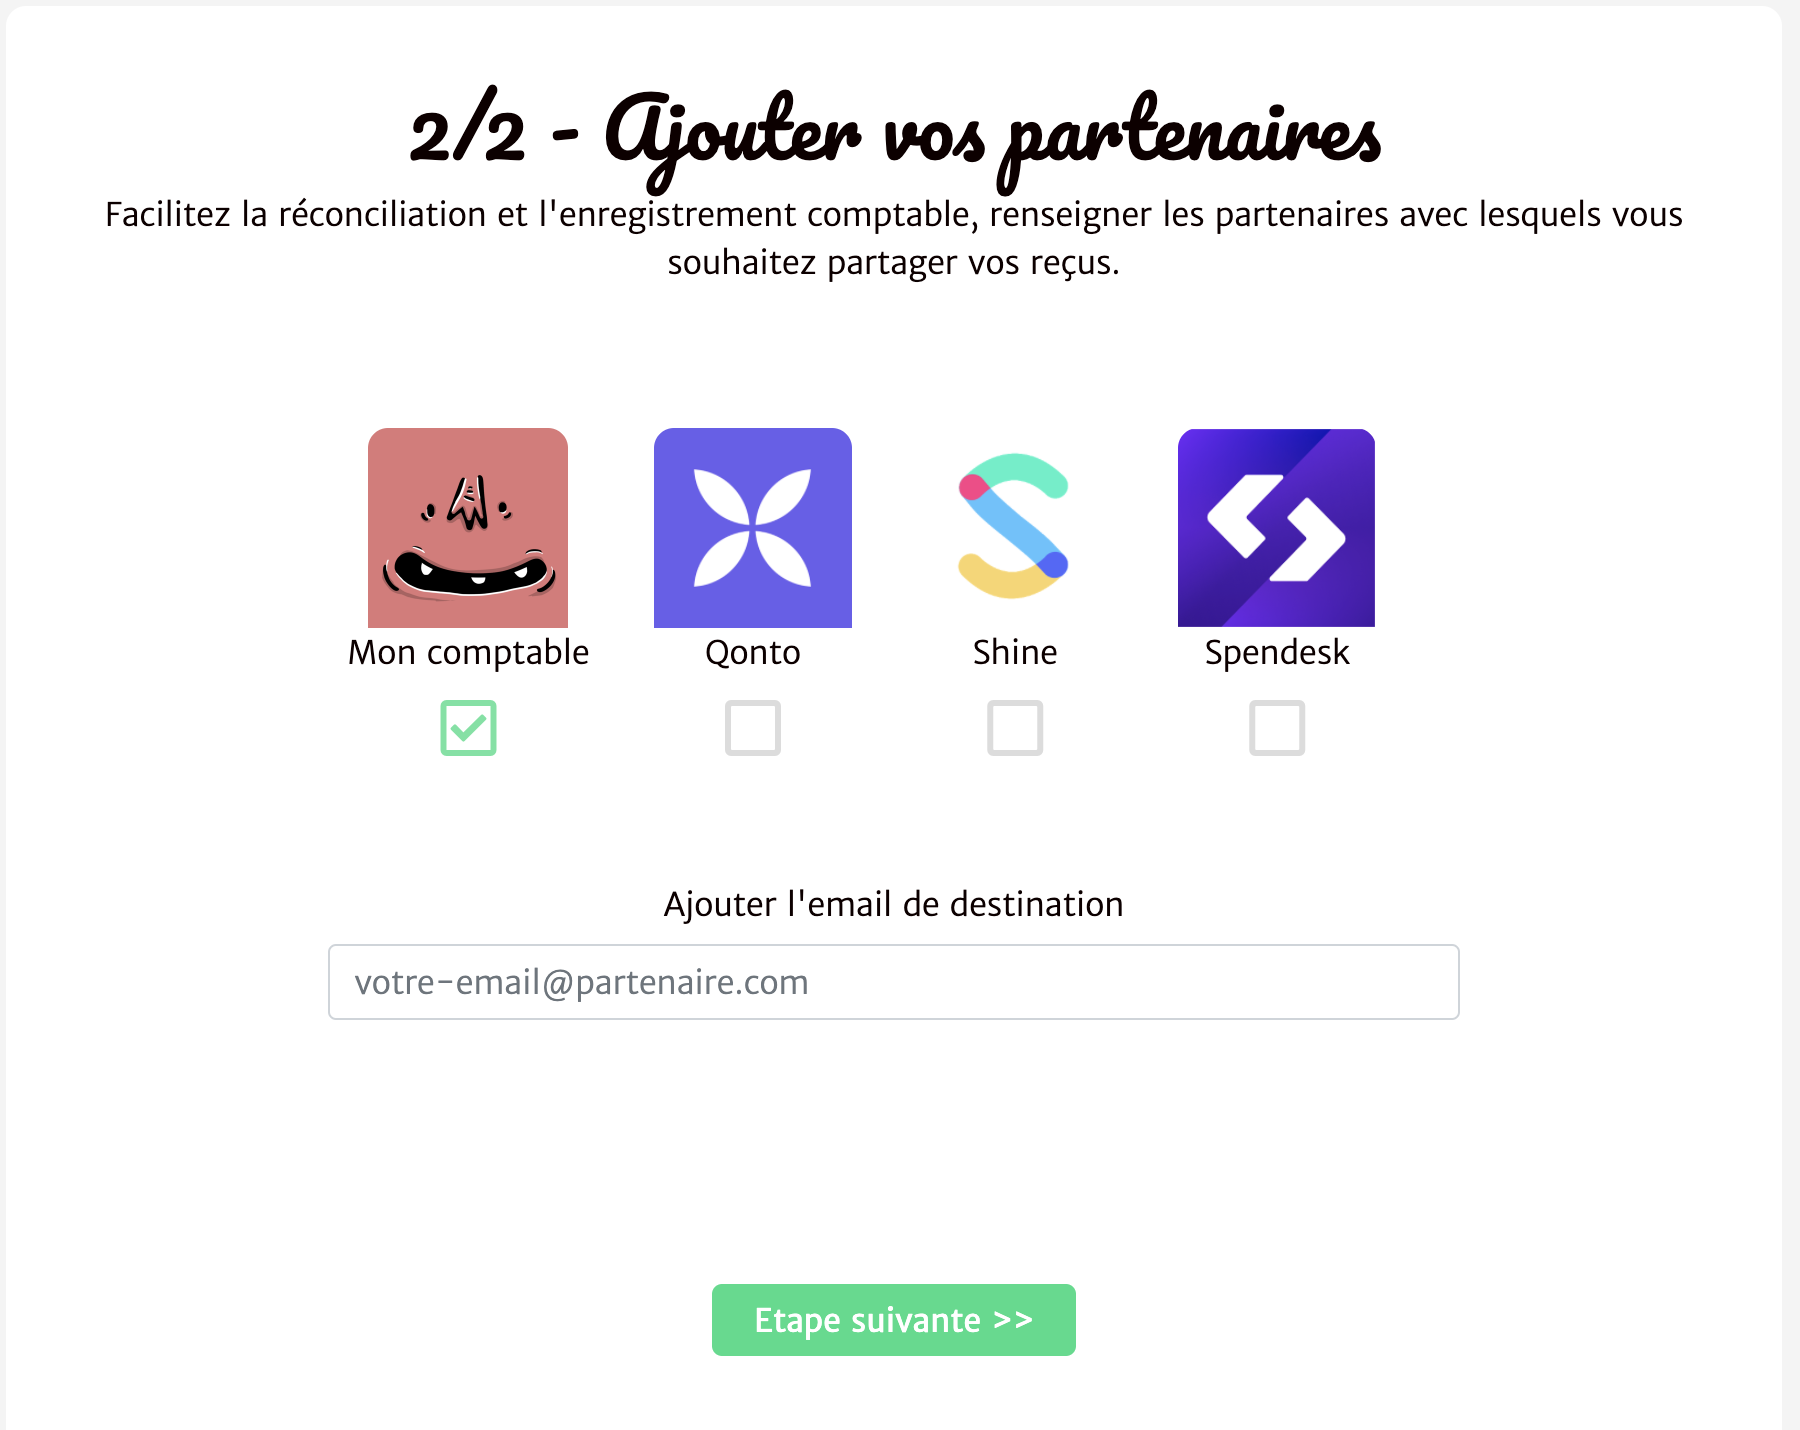 2/2 - Ajouter vos partenaires
Facilitez la réconciliation et l'enregistrement comptable, renseigner les partenaires avec lesquels vous
souhaitez partager vos reçus.
Mon comptable
Qonto
Shine
Spendesk
Ajouter l'email de destination
votre-email@partenaire.com
Etape suivante >>